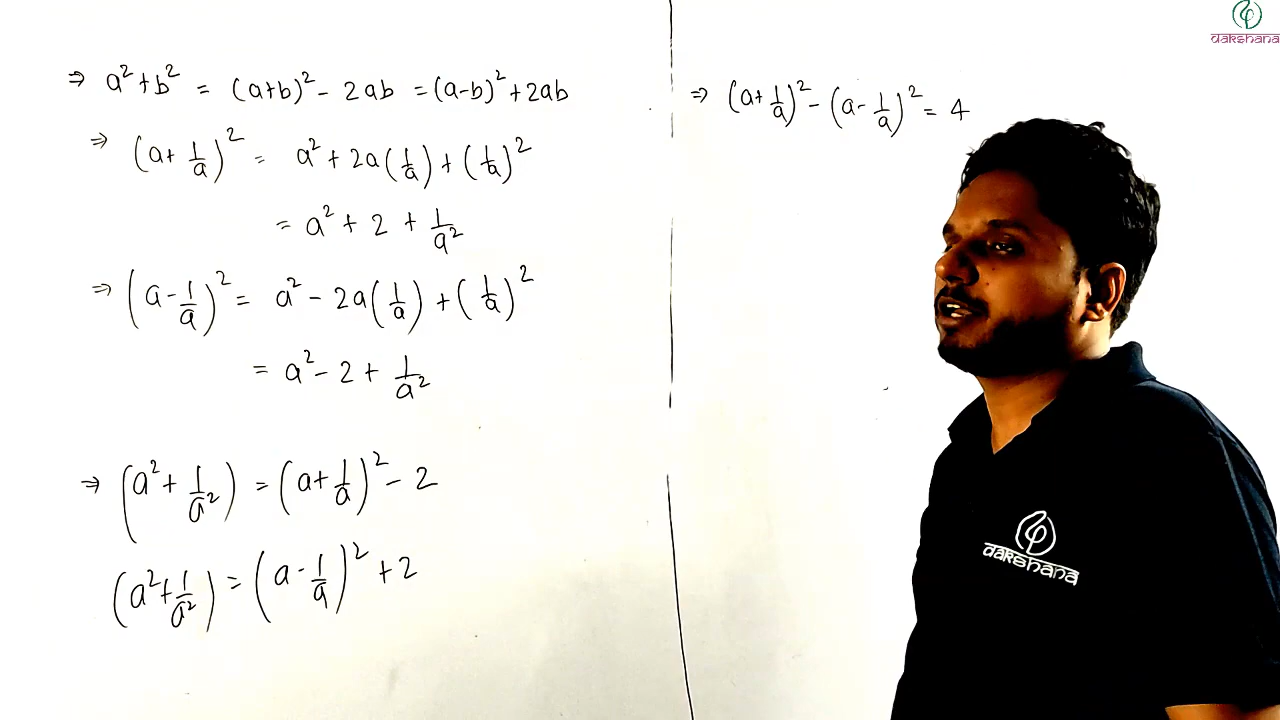 ⇒ a² + b² = (a+b)² - 2ab = (a-b)² + 2ab
⇒ (a + 1/a)² = a² + 2a(1/a) + (1/a)²
= a² + 2 + 1/a²
⇒ (a - 1/a)² = a² - 2a(1/a) + (1/a)²
= a² - 2 + 1/a²
⇒ (a² + 1/a²) = (a + 1/a)² - 2
(a² + 1/a²) = (a - 1/a)² + 2
⇒ (a + 1/a)² - (a - 1/a)² = 4
dakshana
dakshana